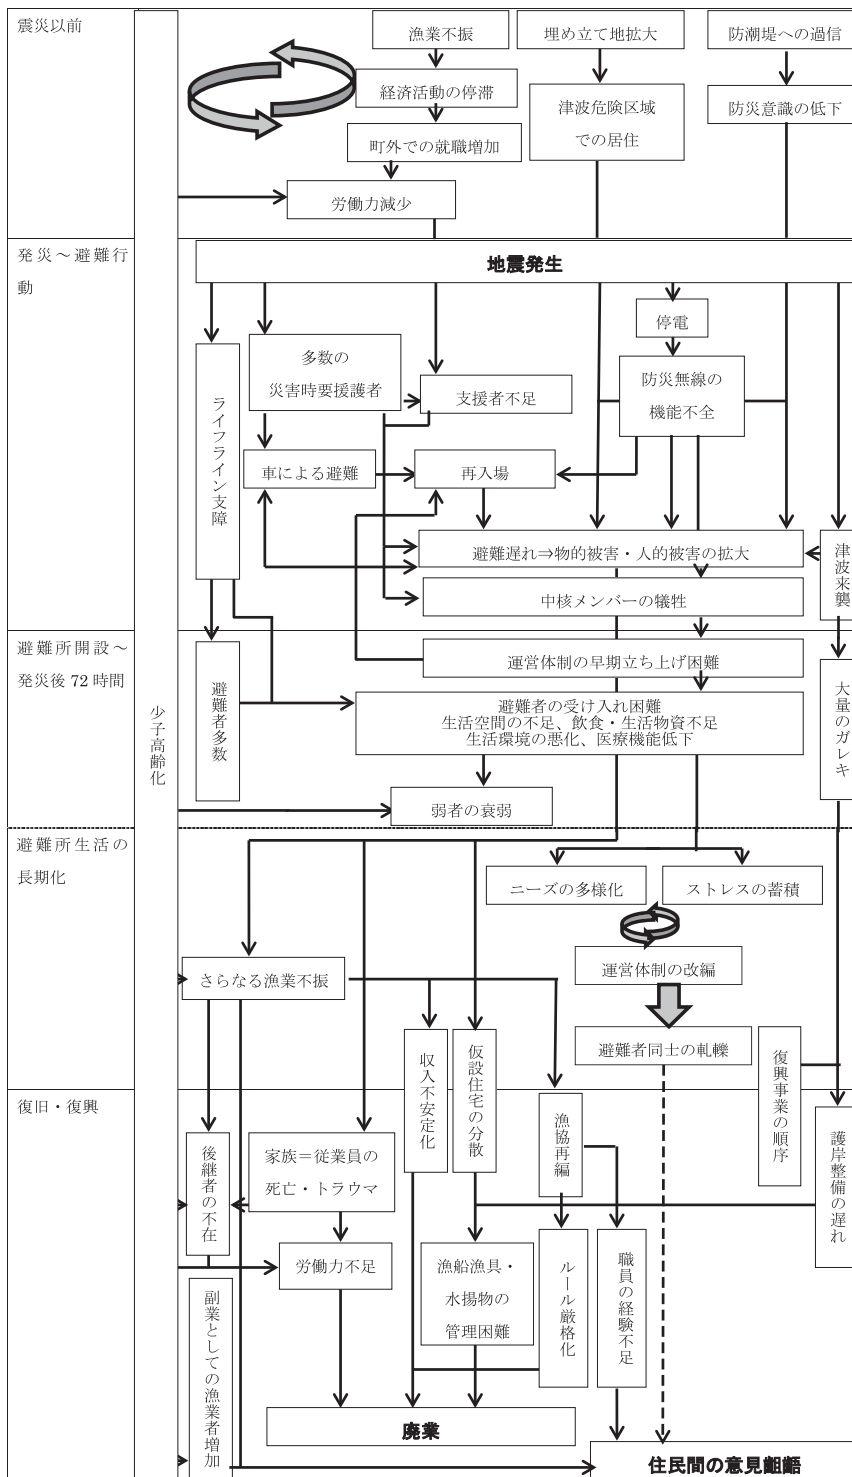 震災以前
漁業不振
埋め立て地拡大
防潮堤への過信
経済活動の停滞
津波危険区域
での居住
防災意識の低下
町外での就職増加
労働力減少
発災～避難行
動
地震発生
停電
多数の
災害時要援護者
支援者不足
防災無線の
機能不全
ライフライン支障
車による避難
再入場
避難遅れ⇒物的被害・人的被害の拡大
津波来襲
中核メンバーの犠牲
避難所開設～
発災後 72 時間
運営体制の早期立ち上げ困難
避難者多数
避難者の受け入れ困難
生活空間の不足、飲食・生活物資不足
生活環境の悪化、医療機能低下
大量のガレキ
少子高齢化
弱者の衰弱
避難所生活の
長期化
ニーズの多様化
ストレスの蓄積
さらなる漁業不振
運営体制の改編
避難者同士の軋轢
収入不安定化
仮設住宅の分散
復興事業の順序
復旧・復興
漁協再編
護岸整備の遅れ
後継者の不在
家族＝従業員の
死亡・トラウマ
労働力不足
漁船漁具・
水揚物の
管理困難
ルール厳格化
職員の経験不足
副業としての漁業者増加
廃業
住民間の意見齟齬